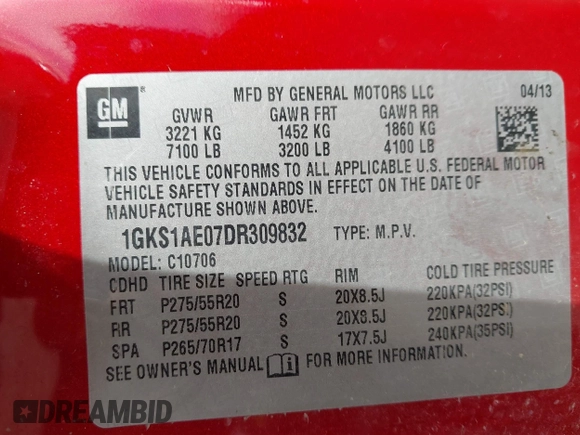 GM
MFD BY GENERAL MOTORS LLC 04/13
GVWR GAWR FRT GAWR RR
3221 KG 1452 KG 1860 KG
7100 LB 3200 LB 4100 LB
THIS VEHICLE CONFORMS TO ALL APPLICABLE U.S. FEDERAL MOTOR
VEHICLE SAFETY STANDARDS IN EFFECT ON THE DATE OF
MANUFACTURE SHOWN ABOVE.
1GKS1AE07DR309832 TYPE: M.P.V.
MODEL: C10706
CDHD TIRE SIZE SPEED RTG RIM COLD TIRE PRESSURE
FRT P275/55R20 S 20X8.5J 220KPA(32PSI)
RR P275/55R20 S 20X8.5J 220KPA(32PSI)
SPA P265/70R17 S 17X7.5J 240KPA(35PSI)
SEE OWNER'S MANUAL FOR MORE INFORMATION.
DREAMBID